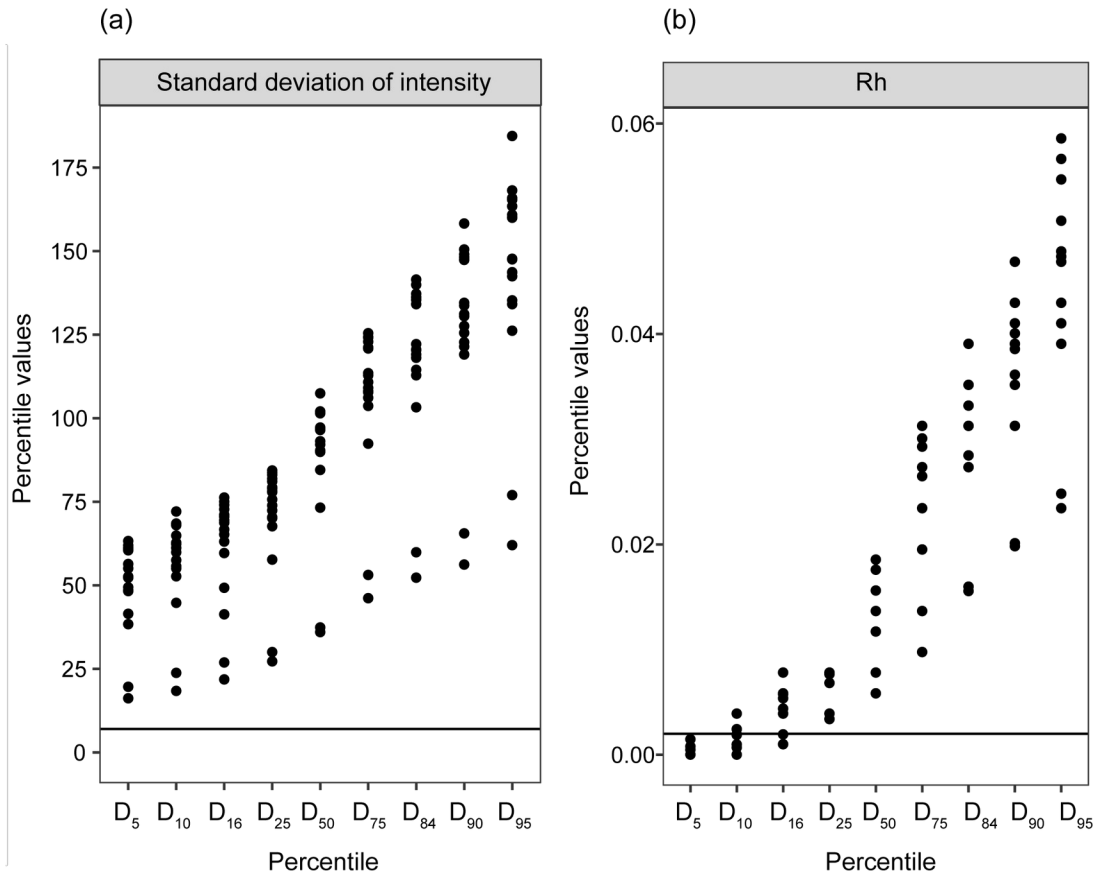 (a)
Standard deviation of intensity
Percentile values
175
150
125
100
75
50
25
0
D5 D10 D16 D25 D50 D75 D84 D90 D95
Percentile
(b)
Rh
Percentile values
0.06
0.04
0.02
0.00
D5 D10 D16 D25 D50 D75 D84 D90 D95
Percentile